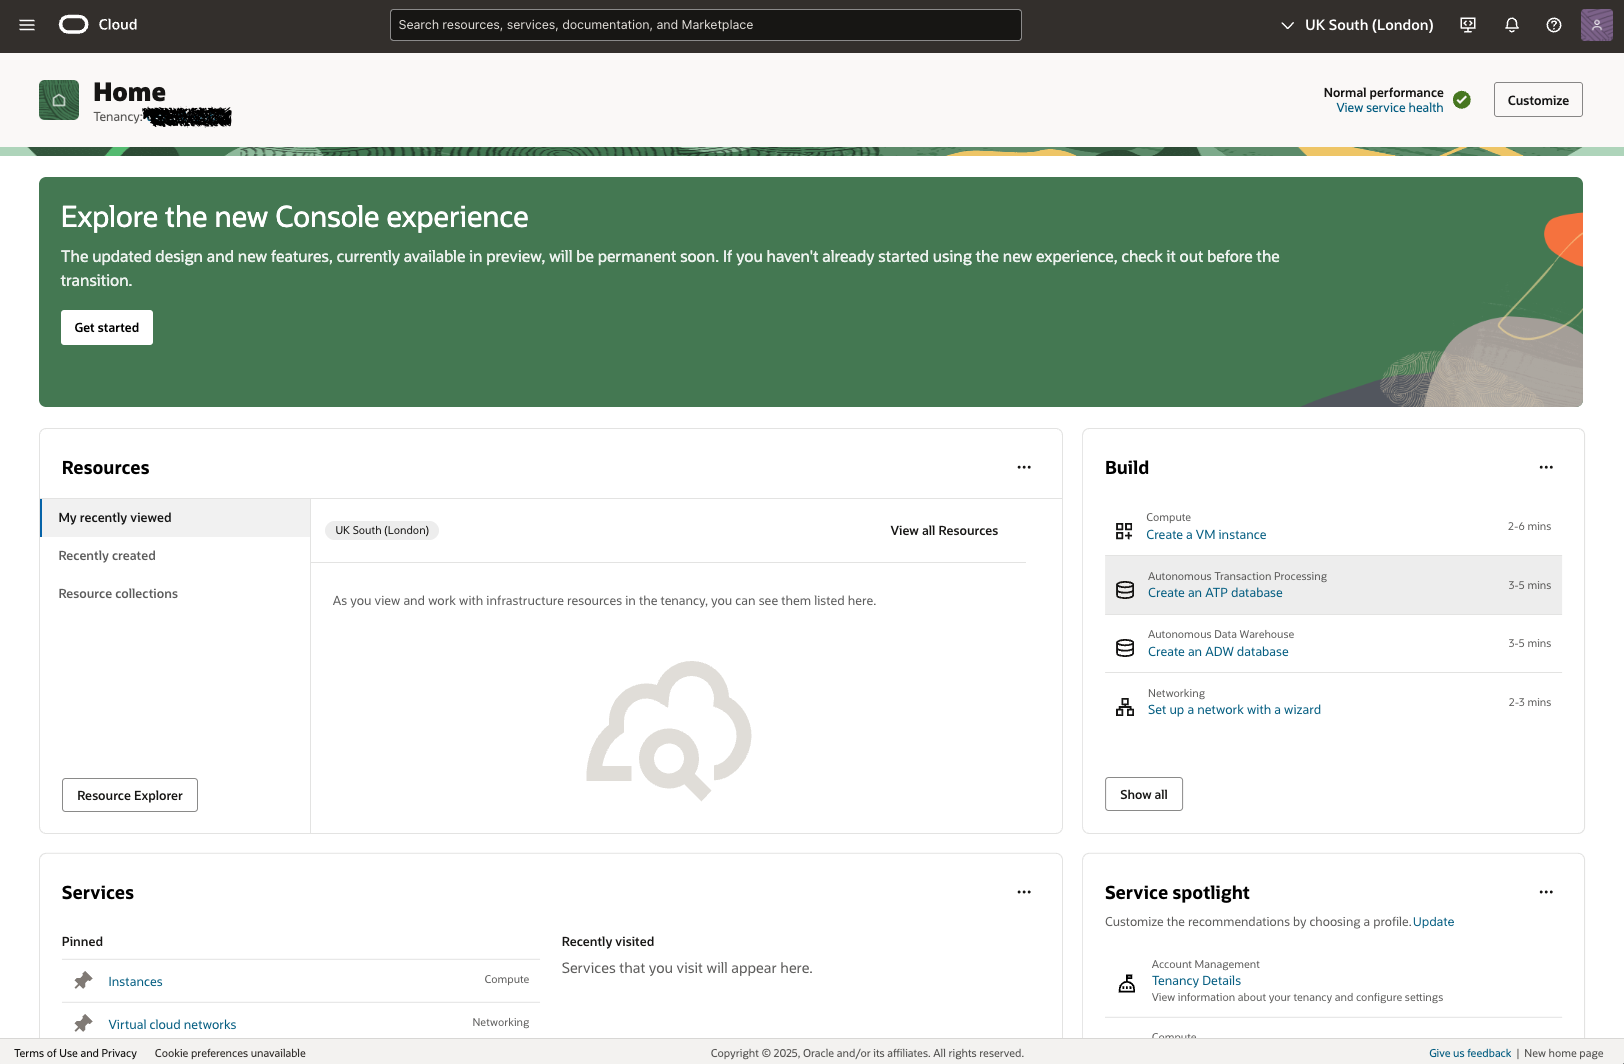 Cloud
Search resources, services, documentation, and Marketplace
UK South (London)
Home
Tenancy:
Normal performance
View service health
Customize
Explore the new Console experience
The updated design and new features, currently available in preview, will be permanent soon. If you haven't already started using the new experience, check it out before the
transition.
Get started
Resources
My recently viewed
Recently created
Resource collections
Resource Explorer
UK South (London)
View all Resources
As you view and work with infrastructure resources in the tenancy, you can see them listed here.
Build
Compute
Create a VM instance
2-6 mins
Autonomous Transaction Processing
Create an ATP database
3-5 mins
Autonomous Data Warehouse
Create an ADW database
3-5 mins
Networking
Set up a network with a wizard
2-3 mins
Show all
Services
Pinned
Instances
Compute
Virtual cloud networks
Networking
Recently visited
Services that you visit will appear here.
Service spotlight
Customize the recommendations by choosing a profile. Update
Account Management
Tenancy Details
View information about your tenancy and configure settings
Compute
Terms of Use and Privacy
Cookie preferences unavailable
Copyright © 2025, Oracle and/or its affiliates. All rights reserved.
Give us feedback | New home page